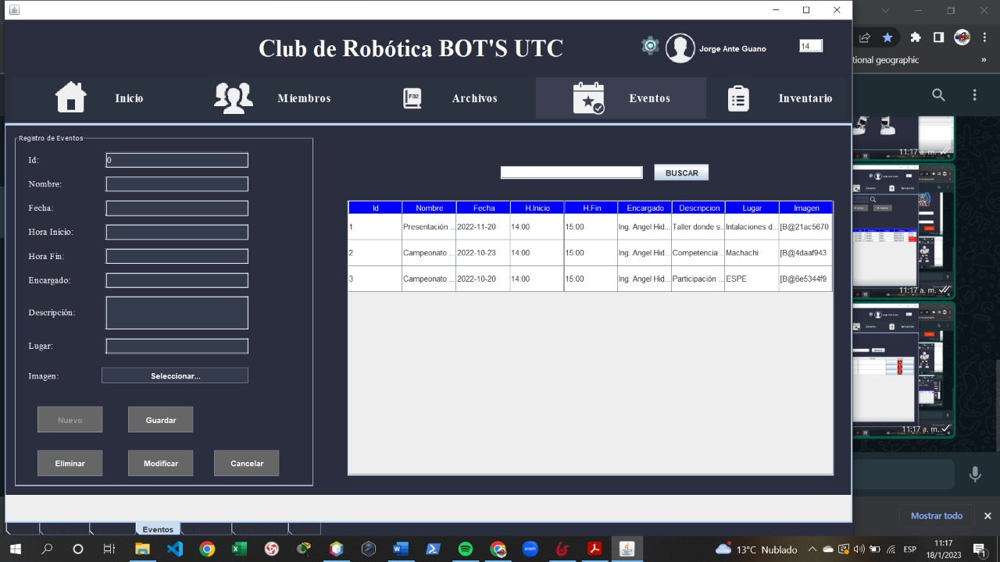 Club de Robótica BOT'S UTC
Jorge Ante Guano
14
tional geographic
»
Inicio
Miembros
FB2
Archivos
Eventos
Inventario
Registro de Eventos
Id:
0
Nombre:
Fecha:
Hora Inicio:
Hora Fin:
Encargado:
Descripción:
Lugar:
Imagen:
Seleccionar...
Nuevo
Guardar
Eliminar
Modificar
Cancelar
BUSCAR
Id Nombre Fecha H.Inicio H.Fin Encargado Descripcion Lugar Imagen
1 Presentación ... 2022-11-20 14:00 15:00 Ing. Angel Hid... Taller donde s... Intalaciones d... [B@21ac5670
2 Campeonato ... 2022-10-23 14:00 15:00 Ing. Angel Hid... Competencia ... Machachi [B@4daaf943
3 Campeonato ... 2022-10-20 14:00 15:00 Ing. Angel Hid... Participación ... ESPE [B@6e5344f9
11:17 a. m.
11:17 a. m.
11:17 a. m.
Mostrar todo
Eventos
13°C Nublado
ESP
11:17
18/1/2023